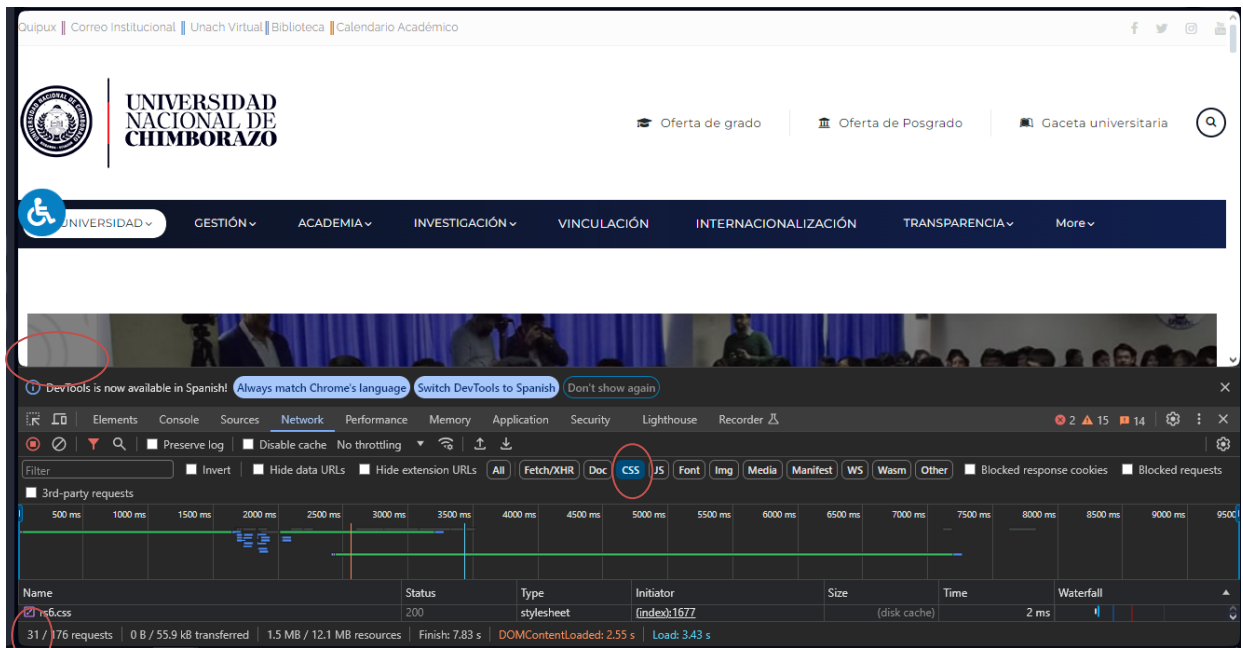 Quipux ‖ Correo Institucional ‖ Unach Virtual ‖ Biblioteca ‖ Calendario Académico
UNIVERSIDAD
NACIONAL DE
CHIMBORAZO
Oferta de grado Oferta de Posgrado Gaceta universitaria
UNIVERSIDAD GESTIÓN ACADEMIA INVESTIGACIÓN VINCULACIÓN INTERNACIONALIZACIÓN TRANSPARENCIA More
DevTools is now available in Spanish! Always match Chrome's language Switch DevTools to Spanish Don't show again
Elements Console Sources Network Performance Memory Application Security Lighthouse Recorder 2 15 14
Preserve log Disable cache No throttling
Filter Invert Hide data URLs Hide extension URLs All Fetch/XHR Doc CSS JS Font Img Media Manifest WS Wasm Other Blocked response cookies Blocked requests
3rd-party requests
500 ms 1000 ms 1500 ms 2000 ms 2500 ms 3000 ms 3500 ms 4000 ms 4500 ms 5000 ms 5500 ms 6000 ms 6500 ms 7000 ms 7500 ms 8000 ms 8500 ms 9000 ms 9500
Name Status Type Initiator Size Time Waterfall
rs6.css 200 stylesheet (index):1677 (disk cache) 2 ms
31 / 176 requests 0 B / 55.9 kB transferred 1.5 MB / 12.1 MB resources Finish: 7.83 s DOMContentLoaded: 2.55 s Load: 3.43 s